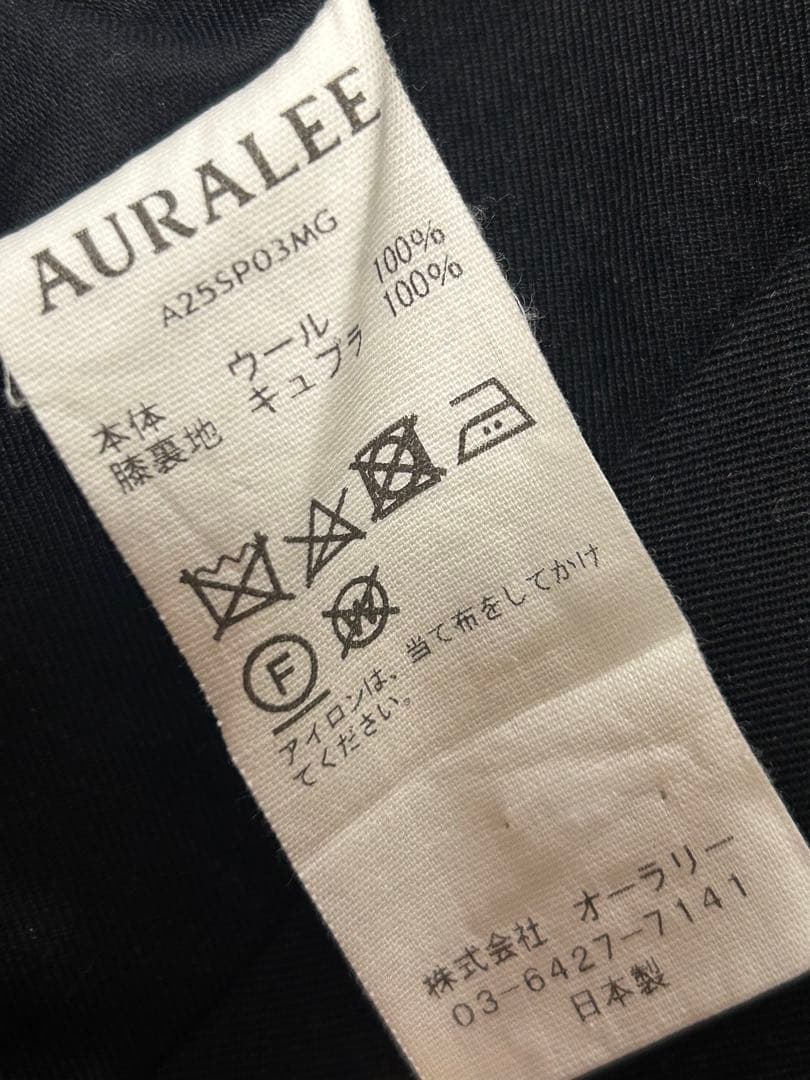 AURALEE
A25SP03MG
本体 ウール 100%
膝裏地 キュプラ 100%
F W
アイロンは、当て布をしてかけ
てください。
株式会社 オーラリー
03-6427-7141
日本製